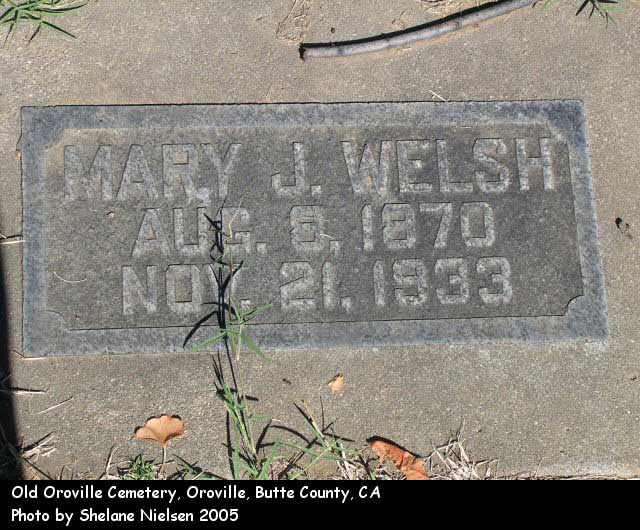 MARY J. WELSH
AUG. 8, 1870
NOV. 21, 1933
Old Oroville Cemetery, Oroville, Butte County, CA
Photo by Shelane Nielsen 2005